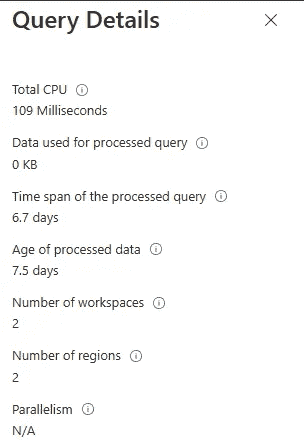 Query Details
Total CPU
109 Milliseconds
Data used for processed query
0 KB
Time span of the processed query
6.7 days
Age of processed data
7.5 days
Number of workspaces
2
Number of regions
2
Parallelism
N/A